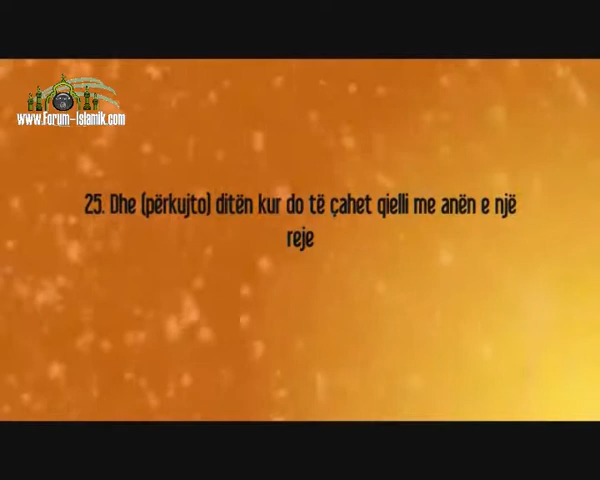 www.Forum-Islamik.com
25. Dhe (përkujto) ditën kur do të çahet qielli me anën e një
reje